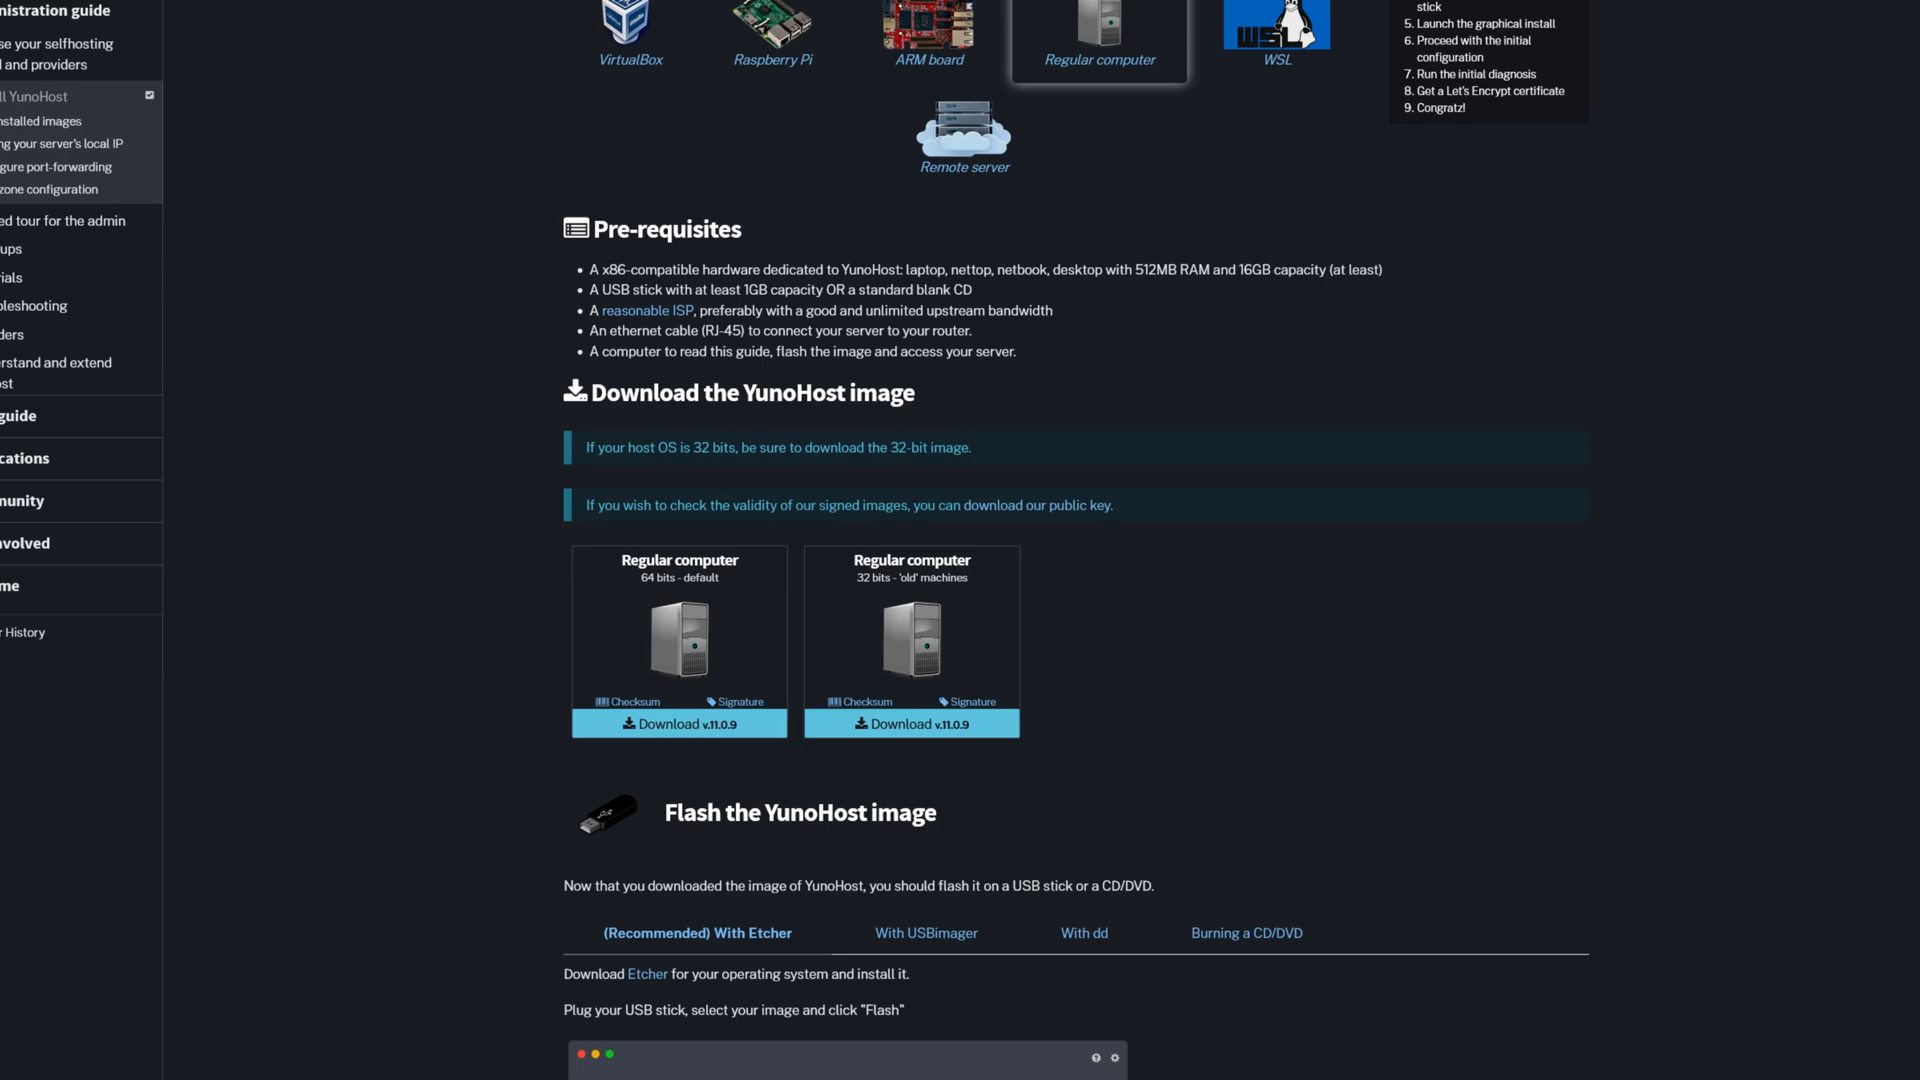 nistration guide
se your selfhosting
l and providers
ll YunoHost
nstalled images
ng your server's local IP
gure port-forwarding
zone configuration
ed tour for the admin
ups
rials
bleshooting
ders
erstand and extend
ost
guide
cations
munity
nvolved
me
r History
VirtualBox
Raspberry Pi
ARM board
Regular computer
WSL
WSL
Remote server
stick
5. Launch the graphical install
6. Proceed with the initial
configuration
7. Run the initial diagnosis
8. Get a Let's Encrypt certificate
9. Congratz!
Pre-requisites
• A x86-compatible hardware dedicated to YunoHost: laptop, nettop, netbook, desktop with 512MB RAM and 16GB capacity (at least)
• A USB stick with at least 1GB capacity OR a standard blank CD
• A reasonable ISP, preferably with a good and unlimited upstream bandwidth
• An ethernet cable (RJ-45) to connect your server to your router.
• A computer to read this guide, flash the image and access your server.
Download the YunoHost image
If your host OS is 32 bits, be sure to download the 32-bit image.
If you wish to check the validity of our signed images, you can download our public key.
Regular computer
64 bits - default
Checksum Signature
Download v.11.0.9
Regular computer
32 bits - 'old' machines
Checksum Signature
Download v.11.0.9
Flash the YunoHost image
Now that you downloaded the image of YunoHost, you should flash it on a USB stick or a CD/DVD.
(Recommended) With Etcher
With USBimager
With dd
Burning a CD/DVD
Download Etcher for your operating system and install it.
Plug your USB stick, select your image and click "Flash"